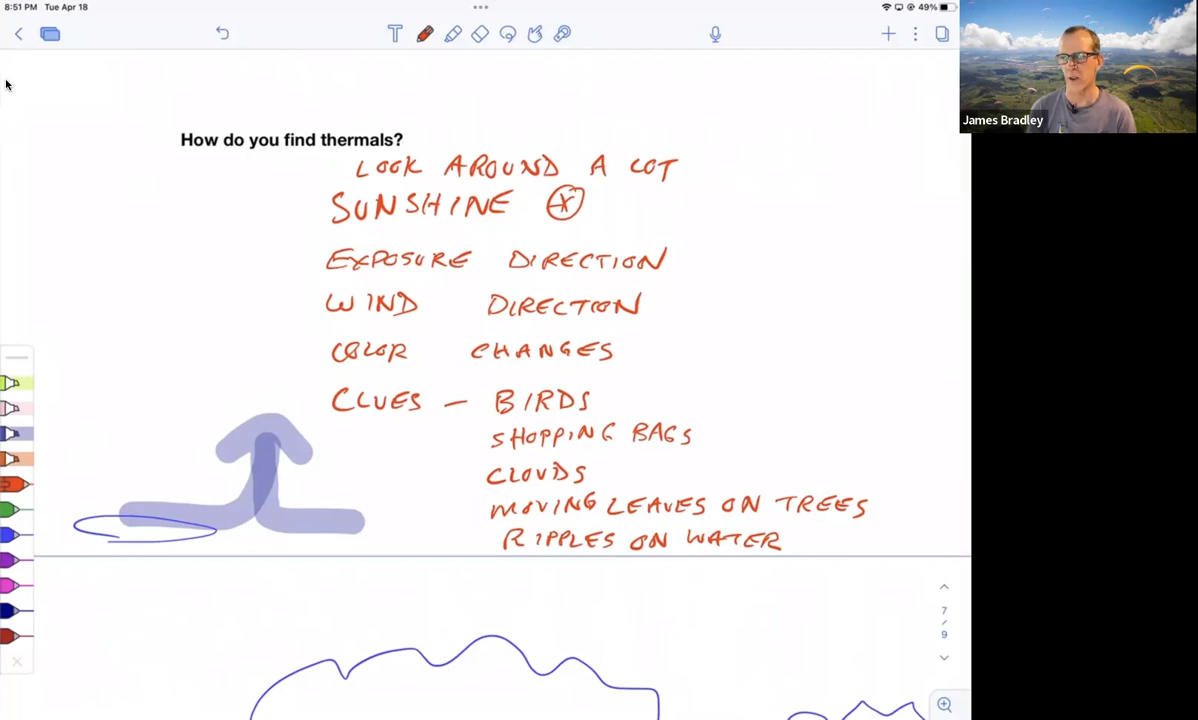 8:51 PM Tue Apr 18
49%
James Bradley
How do you find thermals?
LOOK AROUND A LOT
SUNSHINE
EXPOSURE DIRECTION
WIND DIRECTION
COLOR CHANGES
CLUES – BIRDS
SHOPPING BAGS
CLOUDS
MOVING LEAVES ON TREES
RIPPLES ON WATER
7
/
9